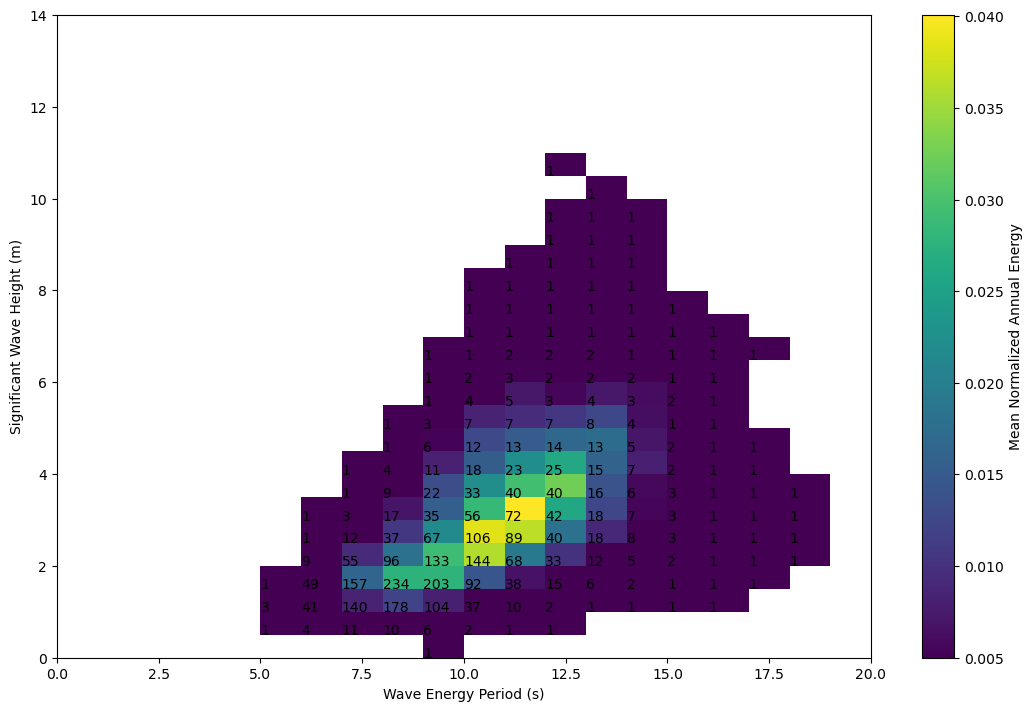 14
12
10
8
6
4
2
0
Significant Wave Height (m)
1
1
1 1 1
1 1 1
1 1 1 1
1 1 1 1 1
1 1 1 1 1 1
1 1 1 1 1 1 1
1 1 2 2 2 1 1 1 1
1 2 3 2 2 2 1 1
1 4 5 3 4 3 2 1
1 3 7 7 7 8 4 1 1
1 6 12 13 14 13 5 2 1 1
1 4 11 18 23 25 15 7 2 1 1
1 9 22 33 40 40 16 6 3 1 1 1
1 3 17 35 56 72 42 18 7 3 1 1 1
1 12 37 67 106 89 40 18 8 3 1 1 1
9 55 96 133 144 68 33 12 5 2 1 1 1
1 49 157 234 203 92 38 15 6 2 1 1 1
3 41 140 178 104 37 10 2 1 1 1 1
1 4 11 10 6 2 1 1
1
0.0 2.5 5.0 7.5 10.0 12.5 15.0 17.5 20.0
Wave Energy Period (s)
0.040
0.035
0.030
0.025
0.020
0.015
0.010
0.005
Mean Normalized Annual Energy